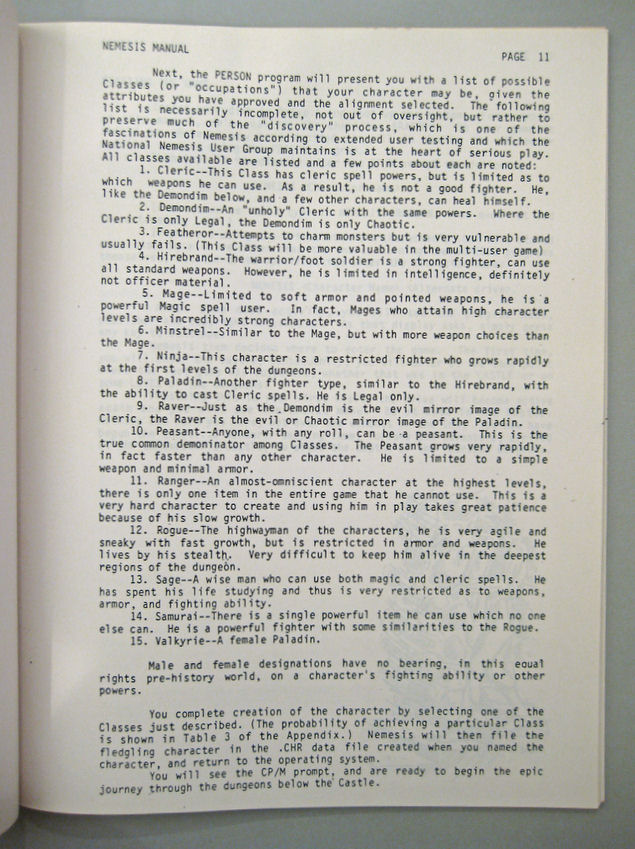 NEMESIS MANUAL
PAGE 11
Next, the PERSON program will present you with a list of possible
Classes (or "occupations") that your character may be, given the
attributes you have approved and the alignment selected. The following
list is necessarily incomplete, not out of oversight, but rather to
preserve much of the "discovery" process, which is one of the
fascinations of Nemesis according to extended user testing and which the
National Nemesis User Group maintains is at the heart of serious play.
All classes available are listed and a few points about each are noted:
1. Cleric--This Class has cleric spell powers, but is limited as to
which weapons he can use. As a result, he is not a good fighter. He,
like the Demondim below, and a few other characters, can heal himself.
2. Demondim--An "unholy" Cleric with the same powers. Where the
Cleric is only Legal, the Demondim is only Chaotic.
3. Featheror--Attempts to charm monsters but is very vulnerable and
usually fails. (This Class will be more valuable in the multi-user game)
4. Hirebrand--The warrior/foot soldier is a strong fighter, can use
all standard weapons. However, he is limited in intelligence, definitely
not officer material.
5. Mage--Limited to soft armor and pointed weapons, he is a
powerful Magic spell user. In fact, Mages who attain high character
levels are incredibly strong characters.
6. Minstrel--Similar to the Mage, but with more weapon choices than
the Mage.
7. Ninja--This character is a restricted fighter who grows rapidly
at the first levels of the dungeons.
8. Paladin--Another fighter type, similar to the Hirebrand, with
the ability to cast Cleric spells. He is Legal only.
9. Raver--Just as the Demondim is the evil mirror image of the
Cleric, the Raver is the evil or Chaotic mirror image of the Paladin.
10. Peasant--Anyone, with any roll, can be a peasant. This is the
true common demoninator among Classes. The Peasant grows very rapidly,
in fact faster than any other character. He is limited to a simple
weapon and minimal armor.
11. Ranger--An almost-omniscient character at the highest levels,
there is only one item in the entire game that he cannot use. This is a
very hard character to create and using him in play takes great patience
because of his slow growth.
12. Rogue--The highwayman of the characters, he is very agile and
sneaky with fast growth, but is restricted in armor and weapons. He
lives by his stealth. Very difficult to keep him alive in the deepest
regions of the dungeon.
13. Sage--A wise man who can use both magic and cleric spells. He
has spent his life studying and thus is very restricted as to weapons,
armor, and fighting ability.
14. Samurai--There is a single powerful item he can use which no one
else can. He is a powerful fighter with some similarities to the Rogue.
15. Valkyrie--A female Paladin.
Male and female designations have no bearing, in this equal
rights pre-history world, on a character's fighting ability or other
powers.
You complete creation of the character by selecting one of the
Classes just described. (The probability of achieving a particular Class
is shown in Table 3 of the Appendix.) Nemesis will then file the
fledgling character in the .CHR data file created when you named the
character, and return to the operating system.
You will see the CP/M prompt, and are ready to begin the epic
journey through the dungeons below the Castle.